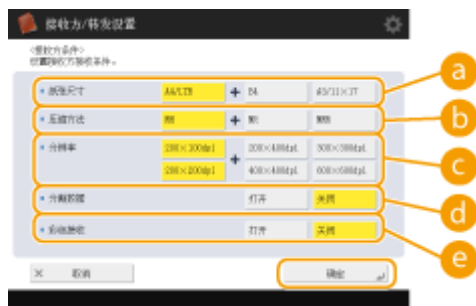 接收方/转发设置
<接收方条件>
设置接收方接收条件。
纸张尺寸 A4/LTR + B4 A3/11×17
a
压缩方法 MH + MR MMR
b
分辨率 200×100dpi 200×400dpi 300×300dpi
200×200dpi + 400×400dpi 600×600dpi
c
分割数据 打开 关闭
d
彩色接收 打开 关闭
e
× 取消 确定